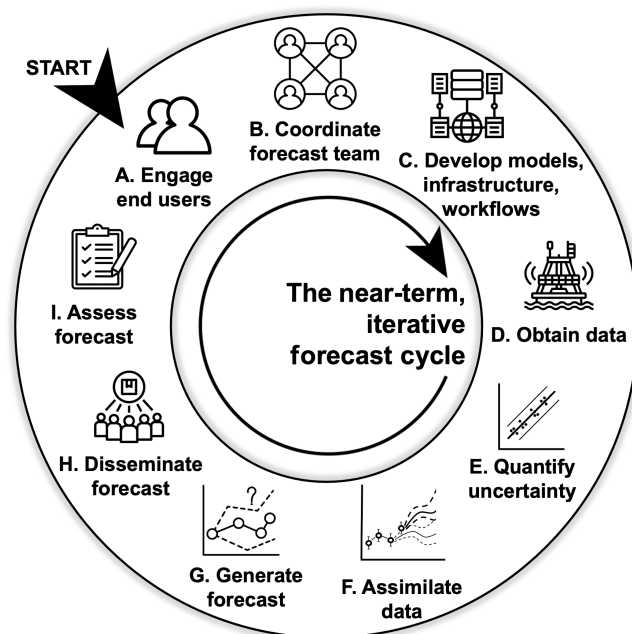 START
A. Engage
end users
B. Coordinate
forecast team
C. Develop models,
infrastructure,
workflows
D. Obtain data
E. Quantify
uncertainty
F. Assimilate
data
G. Generate
forecast
?
H. Disseminate
forecast
I. Assess
forecast
The near-term,
iterative
forecast cycle